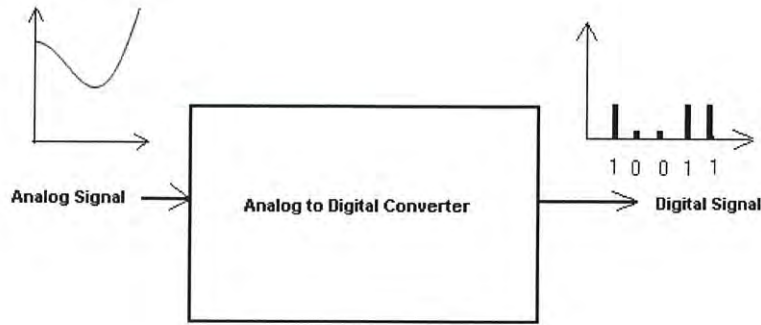 1 0 0 1 1
Analog Signal
Analog to Digital Converter
Digital Signal